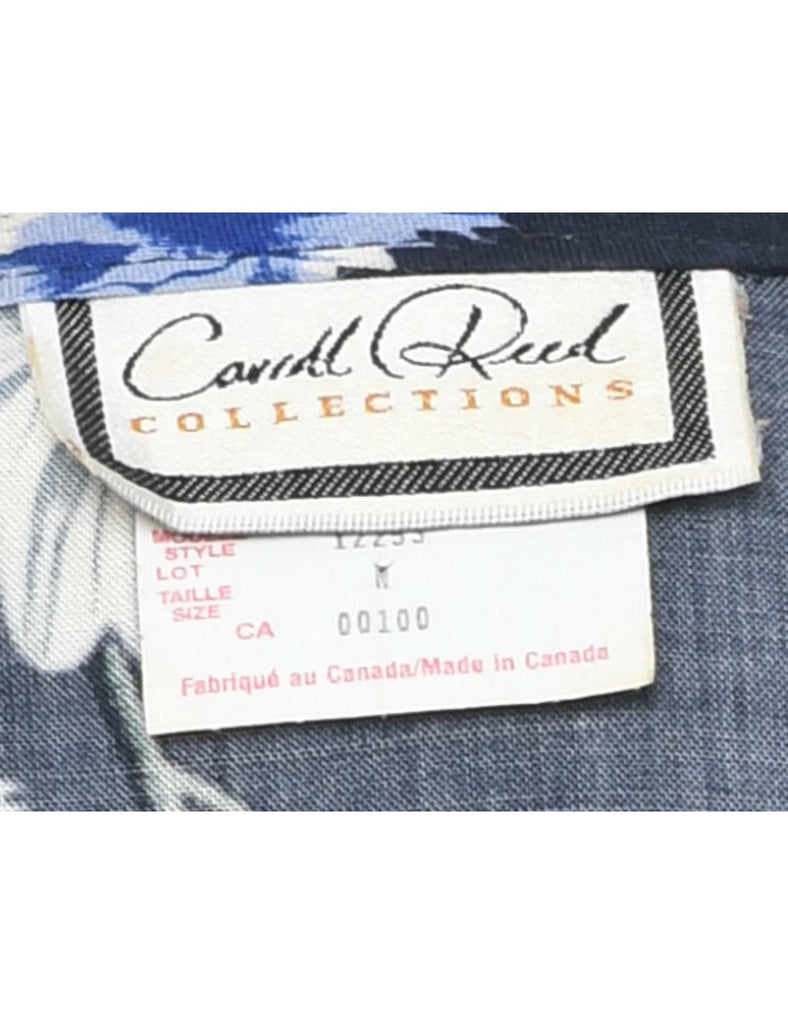 Carroll Reed
COLLECTIONS
STYLE
LOT M
TAILLE
SIZE
CA 00100
Fabriqué au Canada/Made in Canada